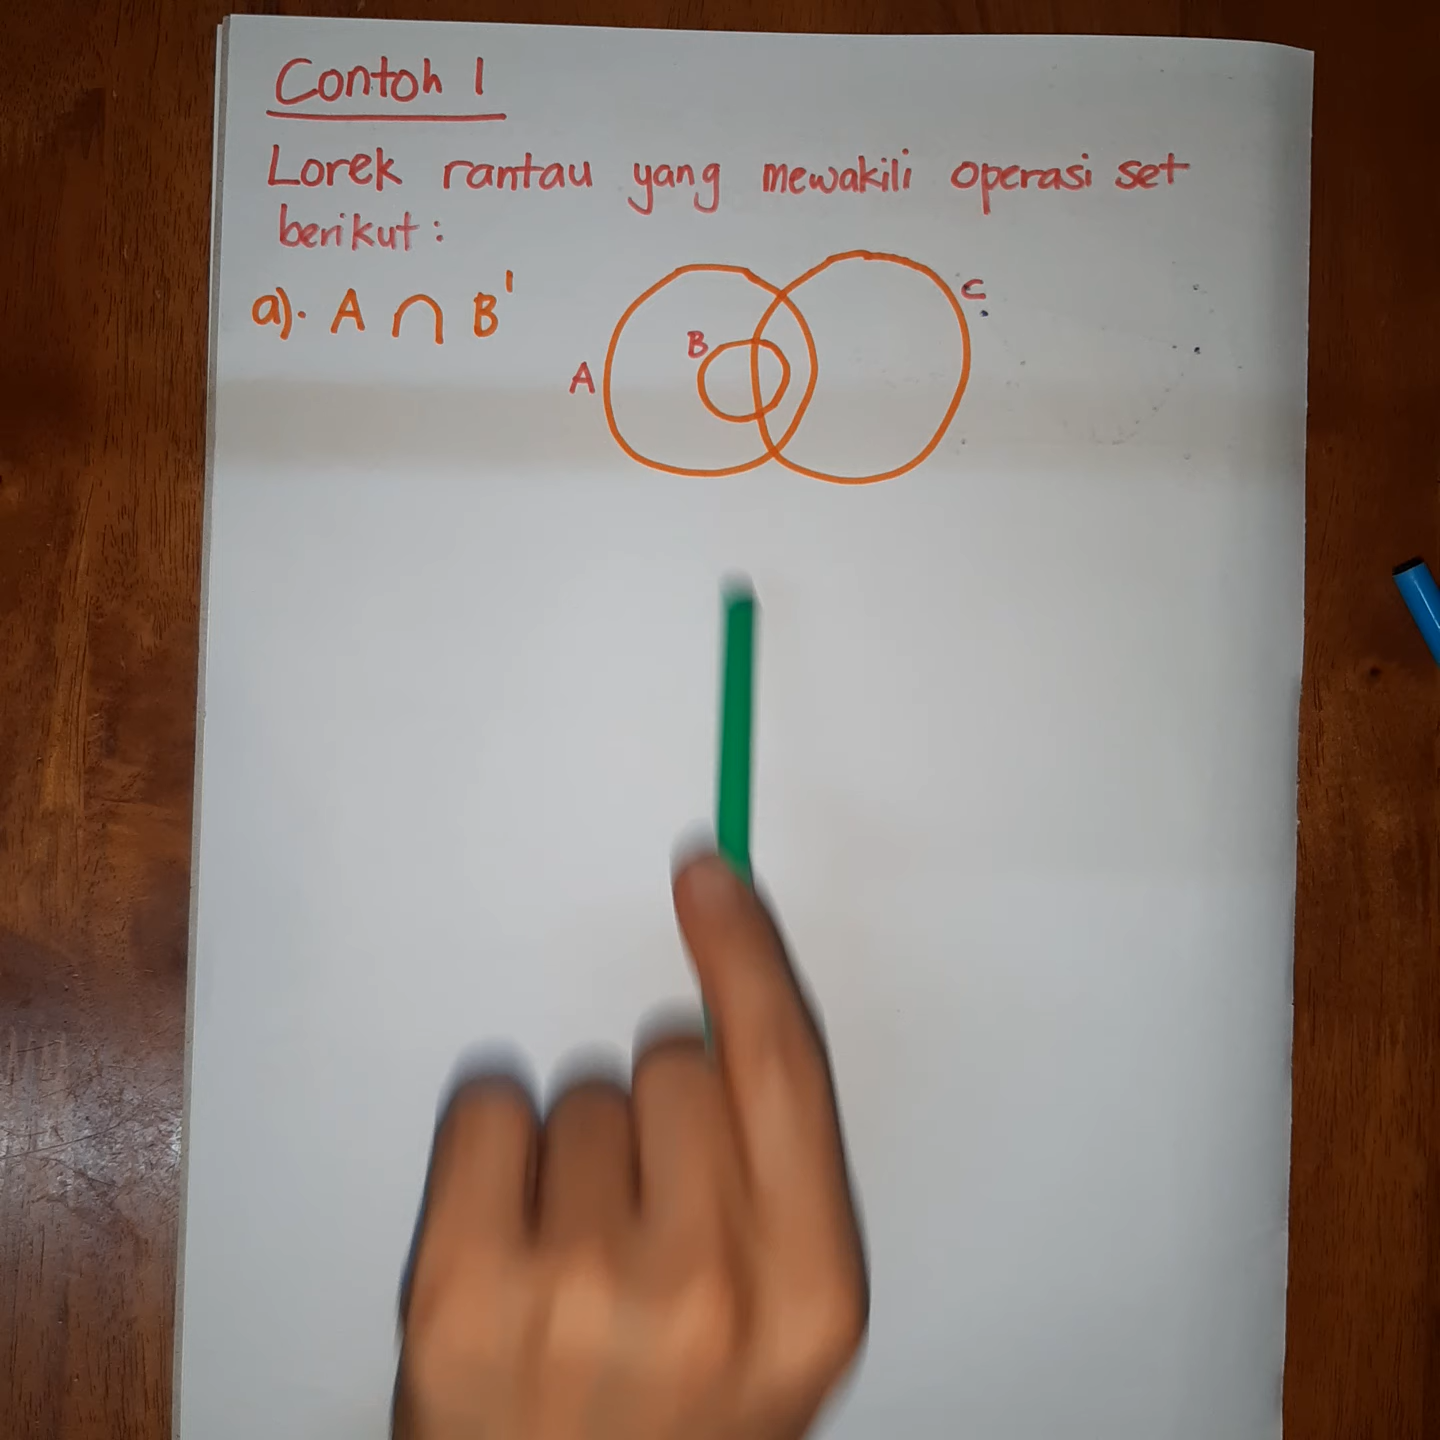 Contoh 1
Lorek rantau yang mewakili operasi set
berikut:
a). A ∩ B'
A
B
C